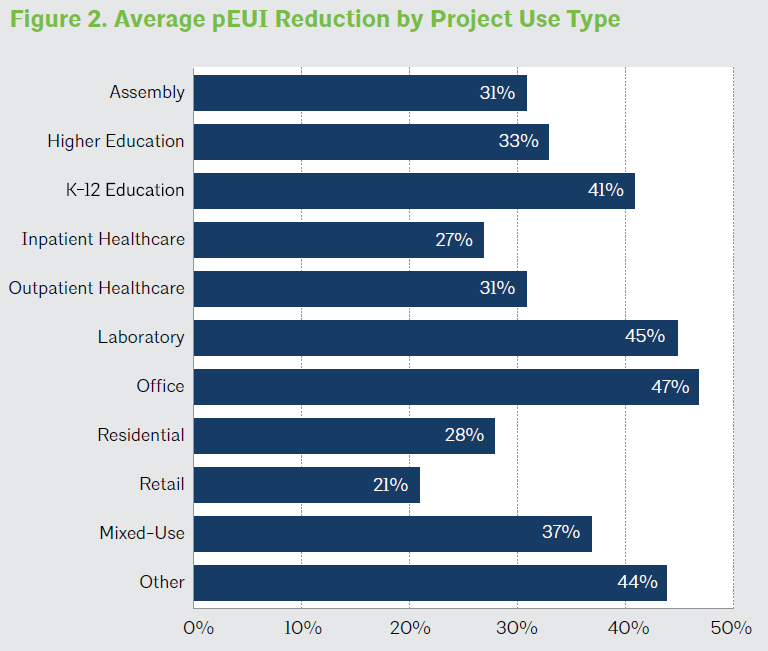 Figure 2. Average pEUI Reduction by Project Use Type
Assembly 31%
Higher Education 33%
K–12 Education 41%
Inpatient Healthcare 27%
Outpatient Healthcare 31%
Laboratory 45%
Office 47%
Residential 28%
Retail 21%
Mixed-Use 37%
Other 44%
0% 10% 20% 30% 40% 50%